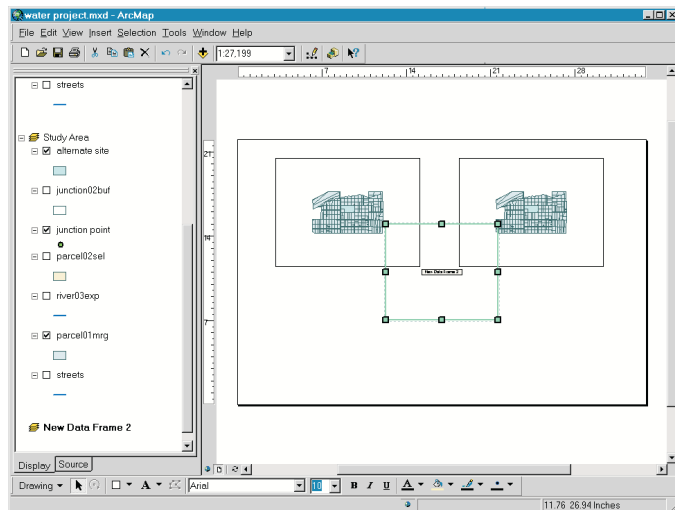 water project.mxd - ArcMap
File Edit View Insert Selection Tools Window Help
1:27,199
streets
7 14 21 28
Study Area
alternate site
junction02buf
junction point
parcel02sel
river03exp
parcel01mrg
streets
New Data Frame 2
21
14
7
New Data Frame 2
Display Source
Drawing A Arial 10 B I U A
11.76 26.94 Inches